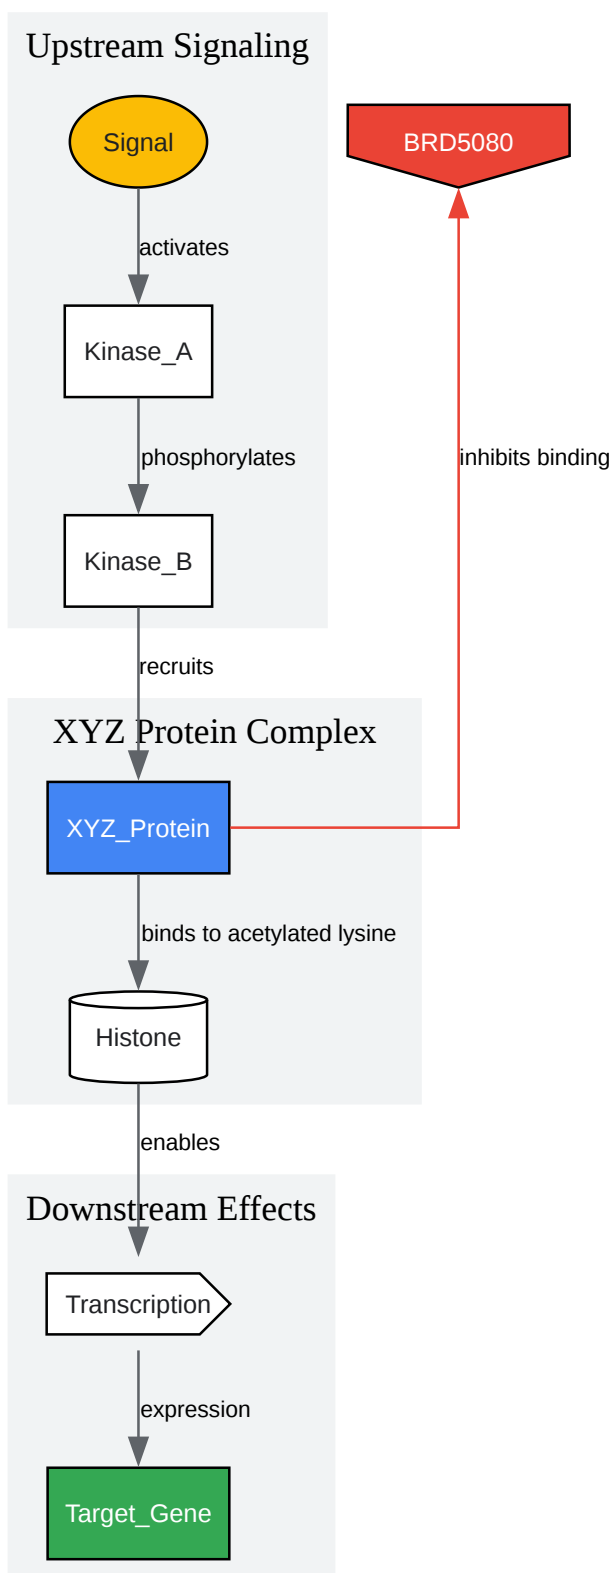 Upstream Signaling
Signal
BRD5080
activates
Kinase_A
phosphorylates
inhibits binding
Kinase_B
recruits
XYZ Protein Complex
XYZ_Protein
binds to acetylated lysine
Histone
enables
Downstream Effects
Transcription
expression
Target_Gene